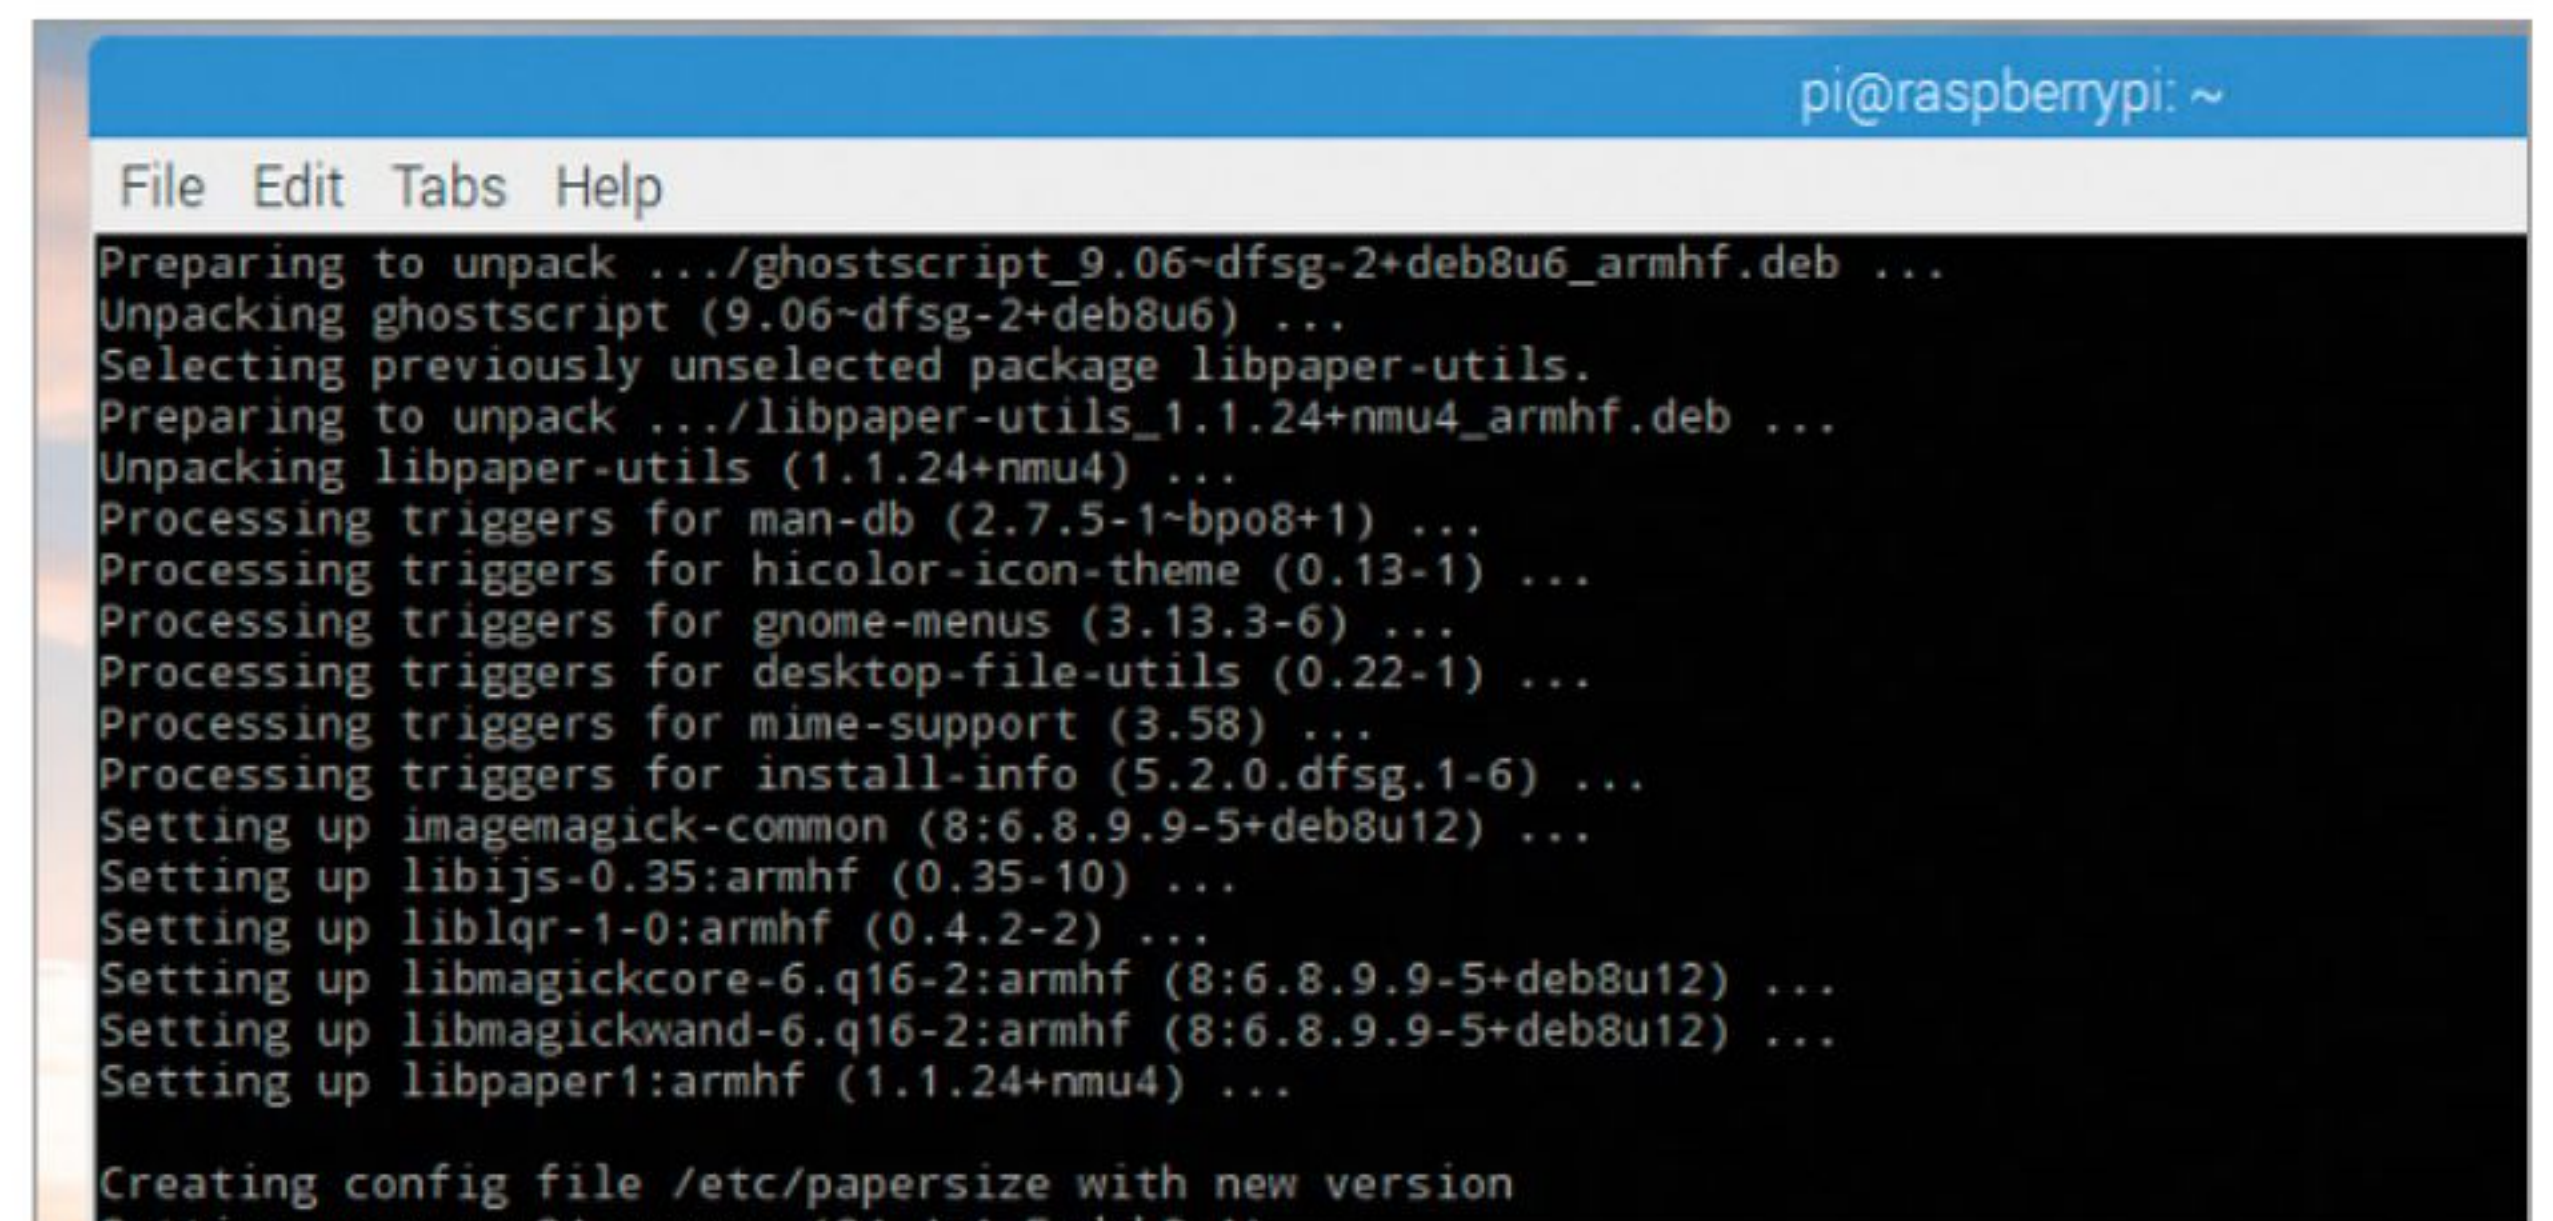 pi@raspberrypi: ~
File Edit Tabs Help
Preparing to unpack .../ghostscript_9.06~dfsg-2+deb8u6_armhf.deb ...
Unpacking ghostscript (9.06~dfsg-2+deb8u6) ...
Selecting previously unselected package libpaper-utils.
Preparing to unpack .../libpaper-utils_1.1.24+nmu4_armhf.deb ...
Unpacking libpaper-utils (1.1.24+nmu4) ...
Processing triggers for man-db (2.7.5-1~bpo8+1) ...
Processing triggers for hicolor-icon-theme (0.13-1) ...
Processing triggers for gnome-menus (3.13.3-6) ...
Processing triggers for desktop-file-utils (0.22-1) ...
Processing triggers for mime-support (3.58) ...
Processing triggers for install-info (5.2.0.dfsg.1-6) ...
Setting up imagemagick-common (8:6.8.9.9-5+deb8u12) ...
Setting up libijs-0.35:armhf (0.35-10) ...
Setting up liblqr-1-0:armhf (0.4.2-2) ...
Setting up libmagickcore-6.q16-2:armhf (8:6.8.9.9-5+deb8u12) ...
Setting up libmagickwand-6.q16-2:armhf (8:6.8.9.9-5+deb8u12) ...
Setting up libpaper1:armhf (1.1.24+nmu4) ...
Creating config file /etc/papersize with new version